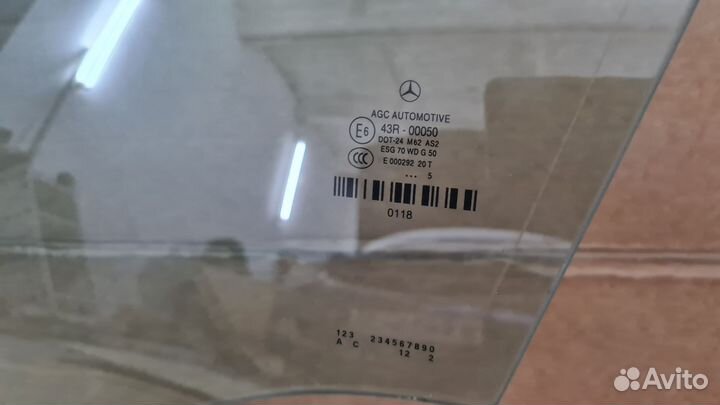 AGC AUTOMOTIVE
E6 43R - 00050
DOT-24 M62 AS2
ESG 70 WD G 50
CCC E 000292 20 T
... 5
0118
123 234567890
A C 12 2
Avito